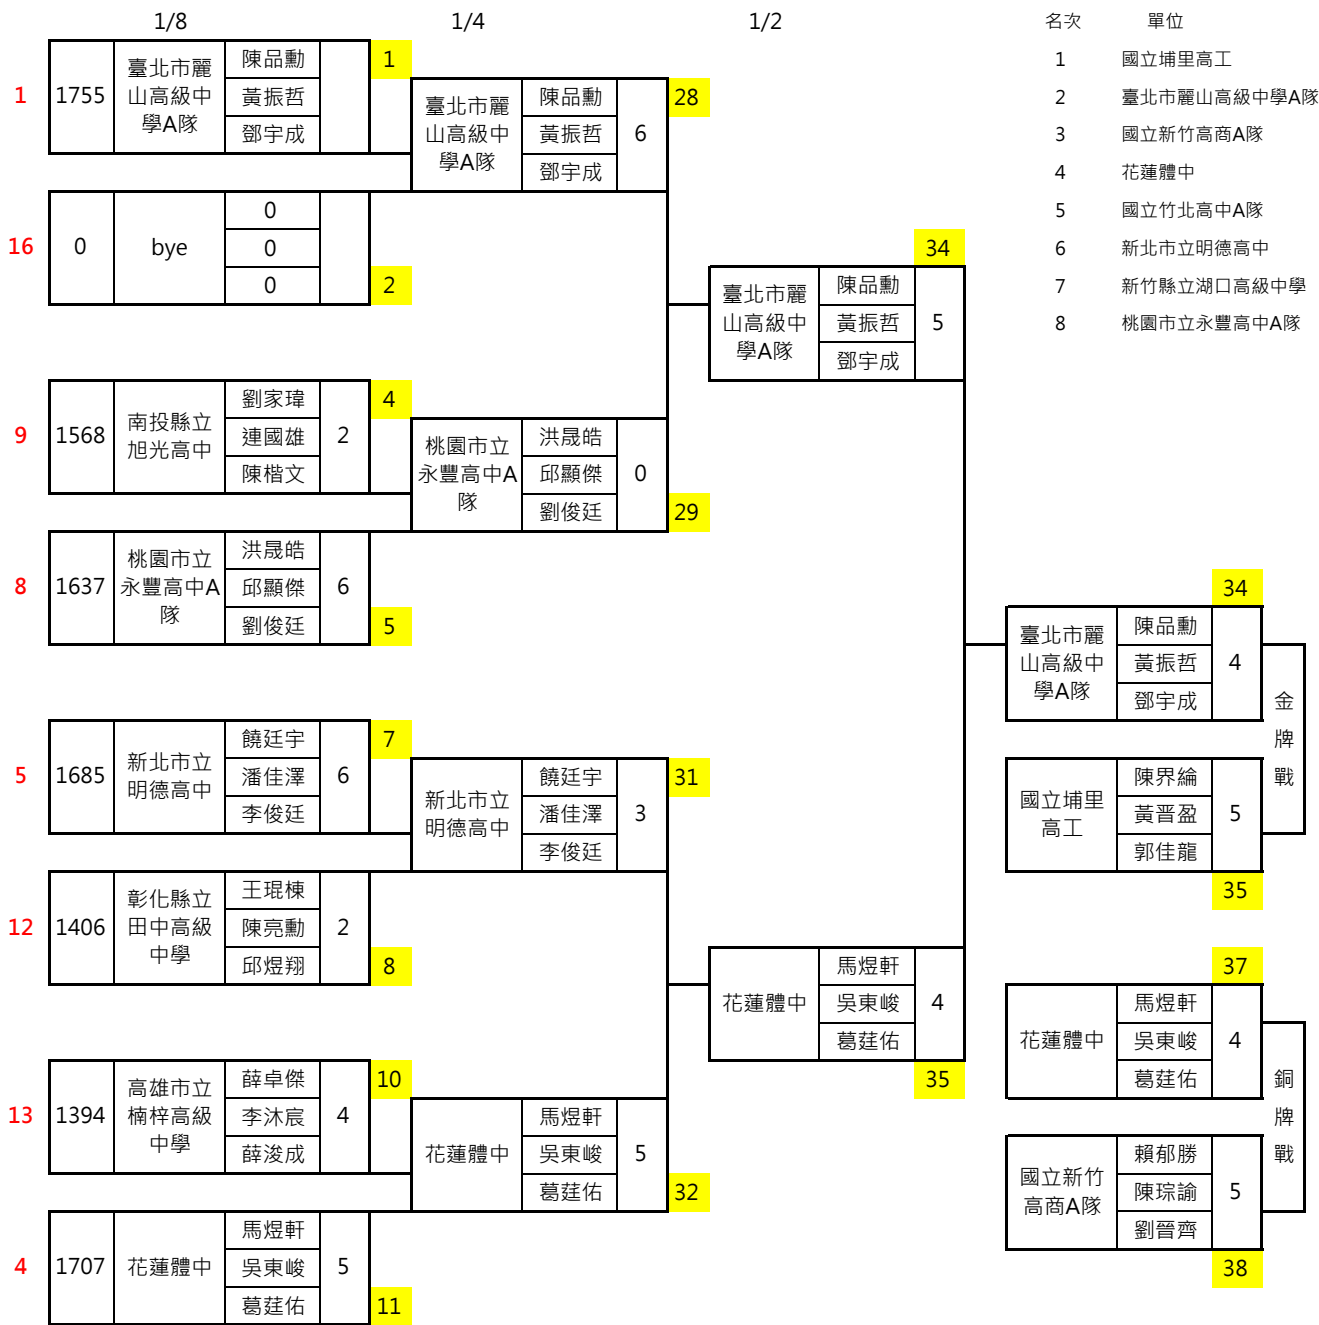 1/8 1/4 1/2 名次 單位
1 國立埔里高工
2 臺北市麗山高級中學A隊
3 國立新竹高商A隊
4 花蓮體中
5 國立竹北高中A隊
6 新北市立明德高中
7 新竹縣立湖口高級中學
8 桃園市立永豐高中A隊
1 1755
臺北市麗
山高級中
學A隊
陳品勳
黃振哲
鄧宇成
1
16 0 bye
0
0
0
2
9 1568
南投縣立
旭光高中
劉家瑋
連國雄
陳楷文
2
4
8 1637
桃園市立
永豐高中A
隊
洪晟皓
邱顯傑
劉俊廷
6
5
5 1685
新北市立
明德高中
饒廷宇
潘佳澤
李俊廷
6
7
12 1406
彰化縣立
田中高級
中學
王琨棟
陳亮勳
邱煜翔
2
8
13 1394
高雄市立
楠梓高級
中學
薛卓傑
李沐宸
薛浚成
4
10
4 1707 花蓮體中
馬煜軒
吳東峻
葛莛佑
5
11
臺北市麗
山高級中
學A隊
陳品勳
黃振哲
鄧宇成
6
28
桃園市立
永豐高中A
隊
洪晟皓
邱顯傑
劉俊廷
0
29
新北市立
明德高中
饒廷宇
潘佳澤
李俊廷
3
31
花蓮體中
馬煜軒
吳東峻
葛莛佑
5
32
34
臺北市麗
山高級中
學A隊
陳品勳
黃振哲
鄧宇成
5
花蓮體中
馬煜軒
吳東峻
葛莛佑
4
35
34
臺北市麗
山高級中
學A隊
陳品勳
黃振哲
鄧宇成
4
金
牌
戰
國立埔里
高工
陳界綸
黃晋盈
郭佳龍
5
35
37
花蓮體中
馬煜軒
吳東峻
葛莛佑
4
銅
牌
戰
國立新竹
高商A隊
賴郁勝
陳琮諭
劉晉齊
5
38